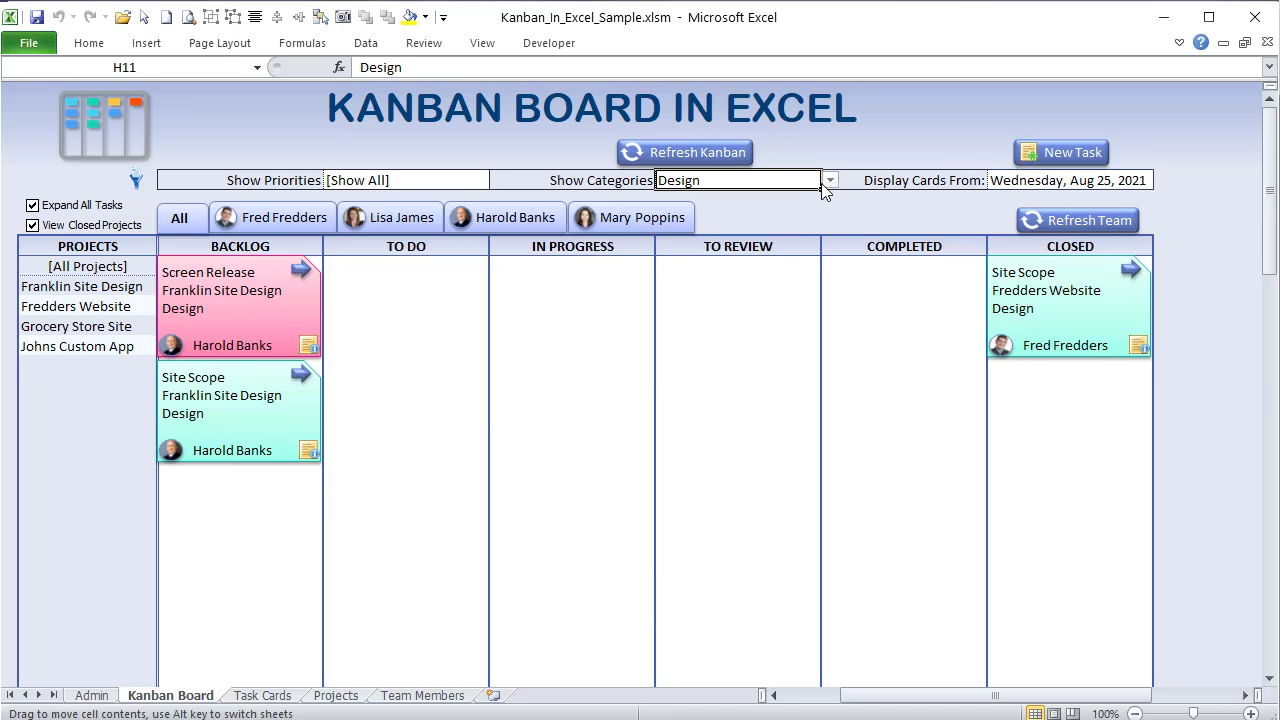 Kanban_In_Excel_Sample.xlsm - Microsoft Excel
File Home Insert Page Layout Formulas Data Review View Developer
H11 fx Design
KANBAN BOARD IN EXCEL
Refresh Kanban New Task
Show Priorities [Show All] Show Categories Design Display Cards From: Wednesday, Aug 25, 2021
Expand All Tasks
View Closed Projects
All Fred Fredders Lisa James Harold Banks Mary Poppins Refresh Team
PROJECTS BACKLOG TO DO IN PROGRESS TO REVIEW COMPLETED CLOSED
[All Projects]
Franklin Site Design
Fredders Website
Grocery Store Site
Johns Custom App
Screen Release
Franklin Site Design
Design
Harold Banks
Site Scope
Franklin Site Design
Design
Harold Banks
Site Scope
Fredders Website
Design
Fred Fredders
Admin Kanban Board Task Cards Projects Team Members
Drag to move cell contents, use Alt key to switch sheets 100%